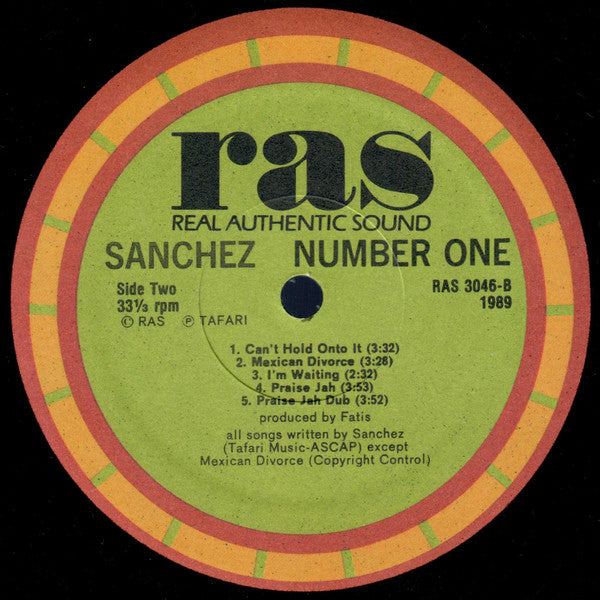 ras
REAL AUTHENTIC SOUND
SANCHEZ NUMBER ONE
Side Two
33⅓ rpm
© RAS ℗ TAFARI
RAS 3046-B
1989
1. Can't Hold Onto It (3:32)
2. Mexican Divorce (3:28)
3. I'm Waiting (2:32)
4. Praise Jah (3:53)
5. Praise Jah Dub (3:52)
produced by Fatis
all songs written by Sanchez
(Tafari Music-ASCAP) except
Mexican Divorce (Copyright Control)